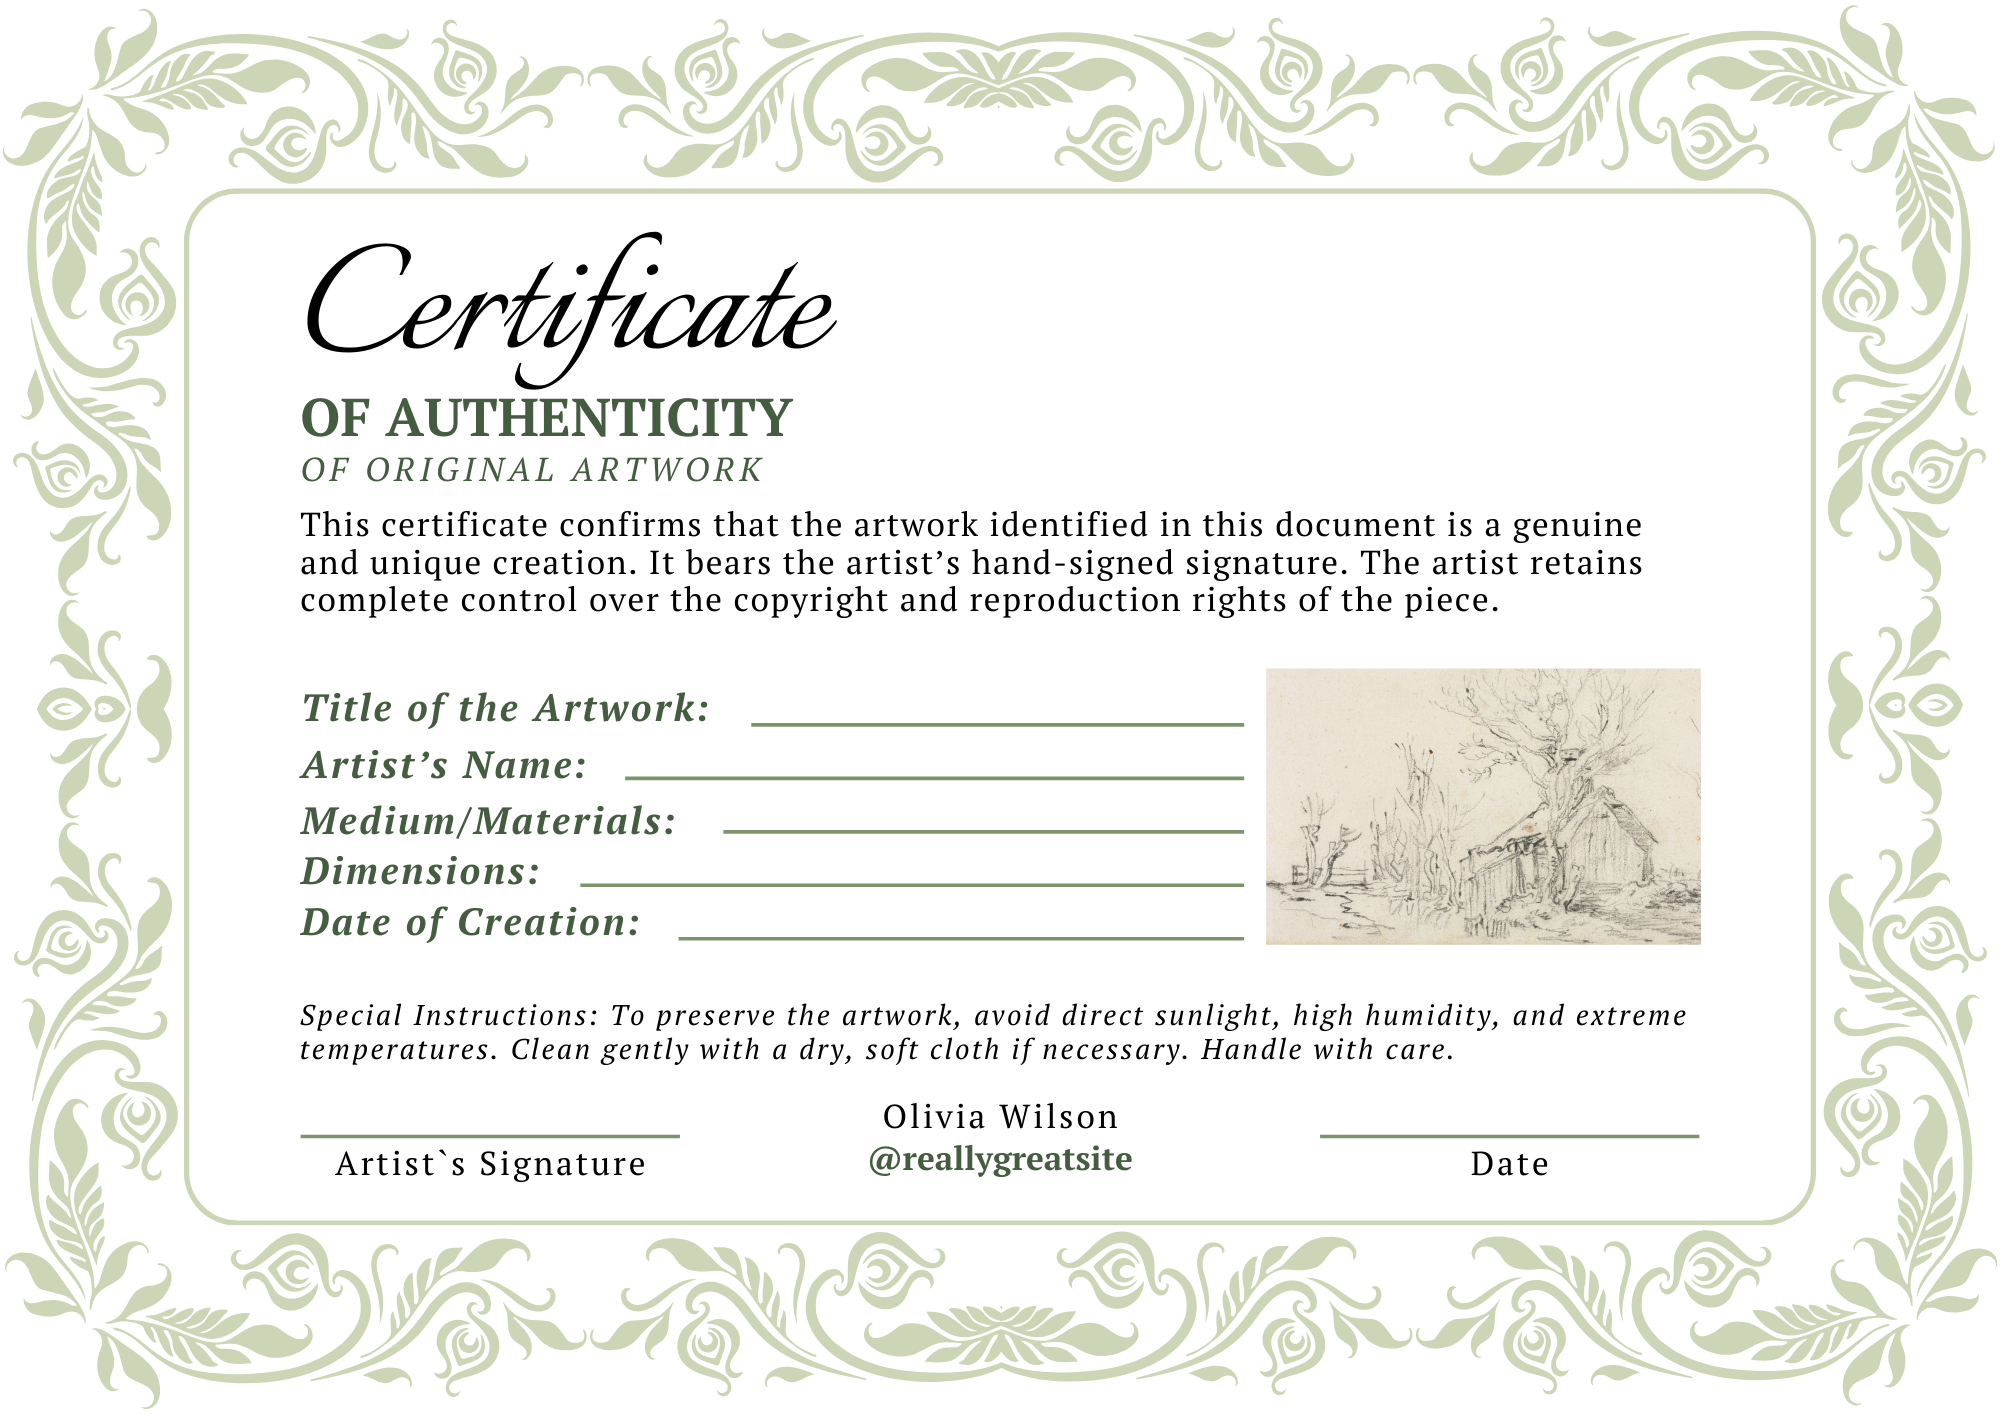 Certificate
OF AUTHENTICITY
OF ORIGINAL ARTWORK
This certificate confirms that the artwork identified in this document is a genuine
and unique creation. It bears the artist’s hand-signed signature. The artist retains
complete control over the copyright and reproduction rights of the piece.
Title of the Artwork:
Artist’s Name:
Medium/Materials:
Dimensions:
Date of Creation:
Special Instructions: To preserve the artwork, avoid direct sunlight, high humidity, and extreme
temperatures. Clean gently with a dry, soft cloth if necessary. Handle with care.
Olivia Wilson
@reallygreatsite
Artist`s Signature
Date